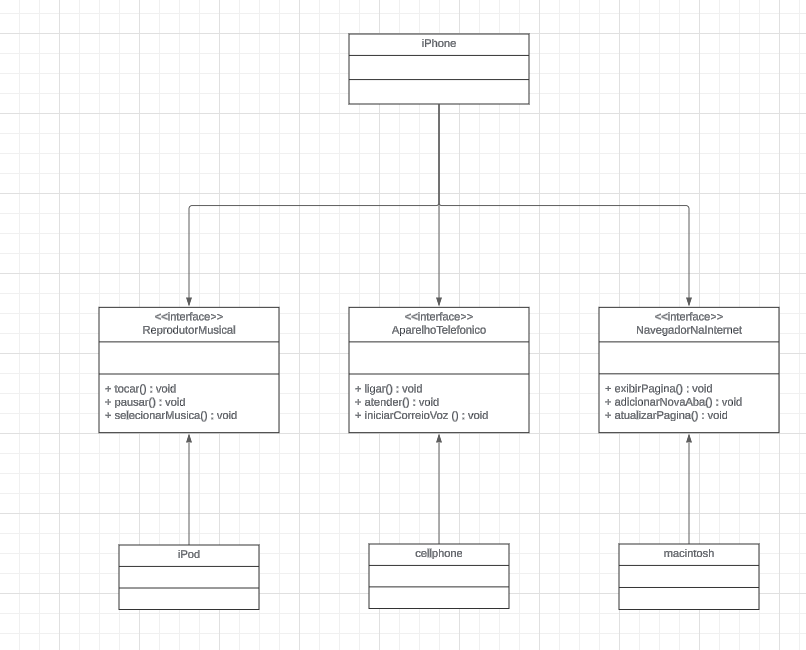 iPhone
<<interface>>
ReprodutorMusical
+ tocar() : void
+ pausar() : void
+ selecionarMusica() : void
<<interface>>
AparelhoTelefonico
+ ligar() : void
+ atender() : void
+ iniciarCorreioVoz () : void
<<interface>>
NavegadorNaInternet
+ exibirPagina() : void
+ adicionarNovaAba() : void
+ atualizarPagina() : void
iPod
cellphone
macintosh